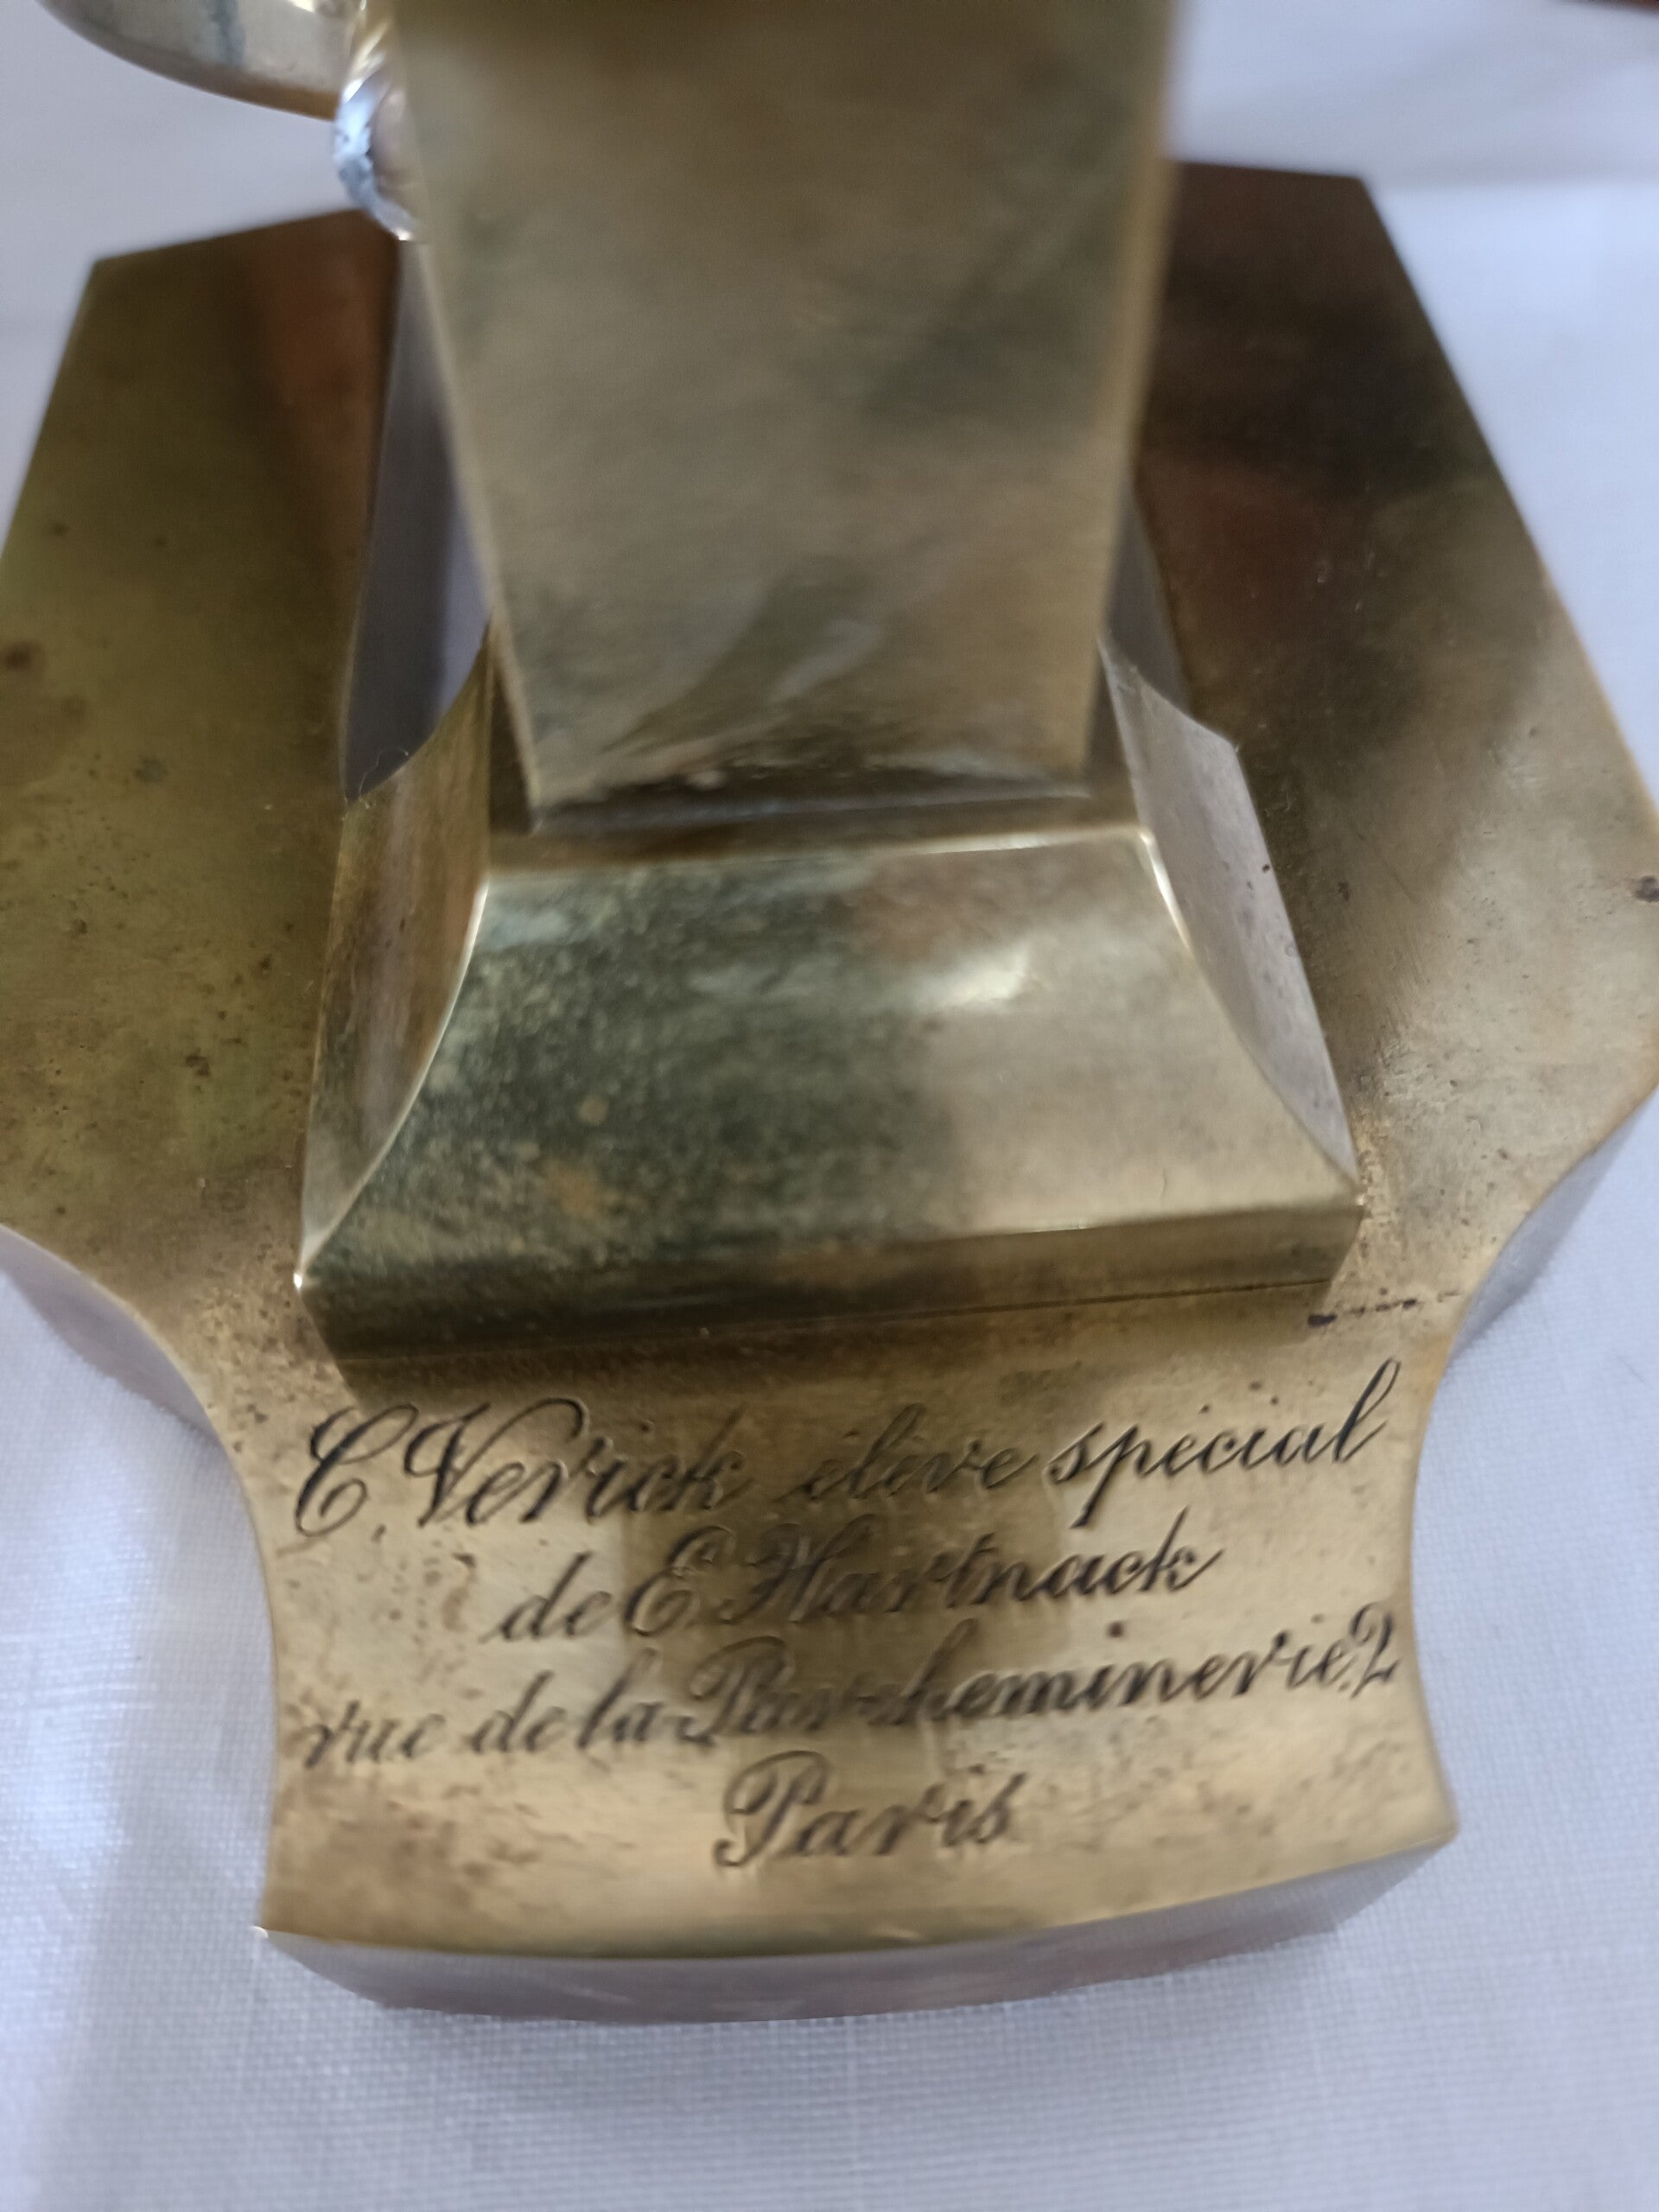 C. Verick élève spécial
de E. Hartnack
rue de la Parcheminerie. 2
Paris